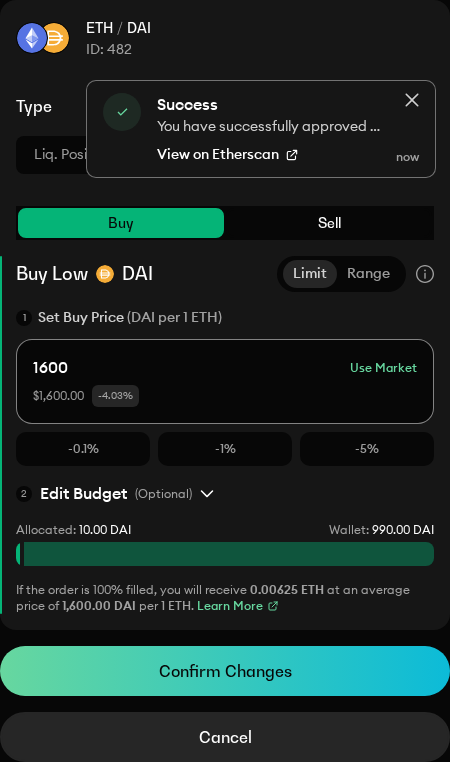 ETH / DAI
ID: 482
Type
Success
You have successfully approved ...
View on Etherscan
now
Liq. Posi
Buy
Sell
Buy Low DAI
Limit
Range
1 Set Buy Price (DAI per 1 ETH)
1600
Use Market
$1,600.00 -4.03%
-0.1%
-1%
-5%
2 Edit Budget (Optional)
Allocated: 10.00 DAI
Wallet: 990.00 DAI
If the order is 100% filled, you will receive 0.00625 ETH at an average
price of 1,600.00 DAI per 1 ETH. Learn More
Confirm Changes
Cancel